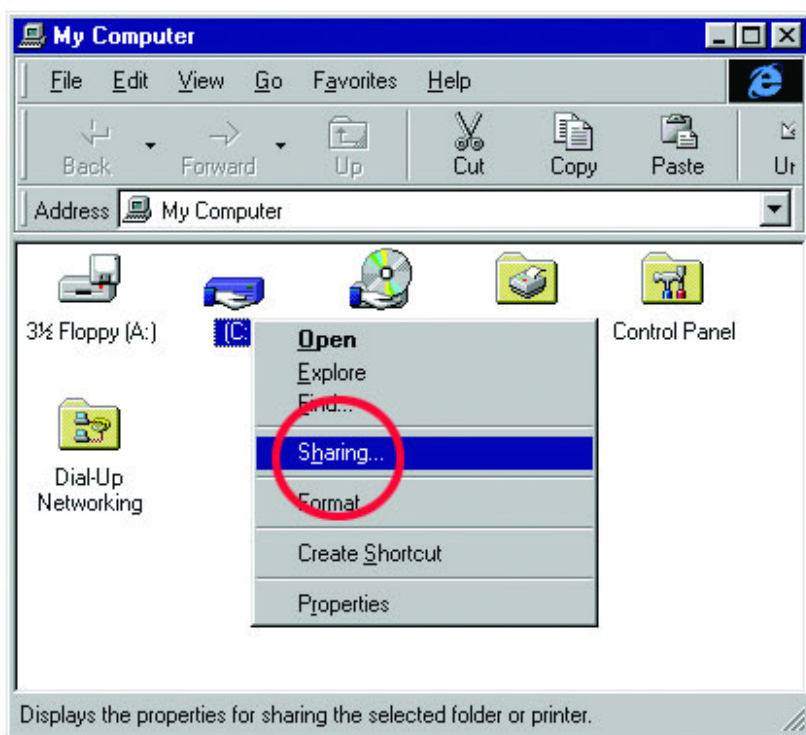 My Computer
File Edit View Go Favorites Help
Back Forward Up Cut Copy Paste
Address My Computer
3½ Floppy (A:) (C: Control Panel
Open
Explore
Find...
Sharing...
Format
Create Shortcut
Properties
Dial-Up
Networking
Displays the properties for sharing the selected folder or printer.